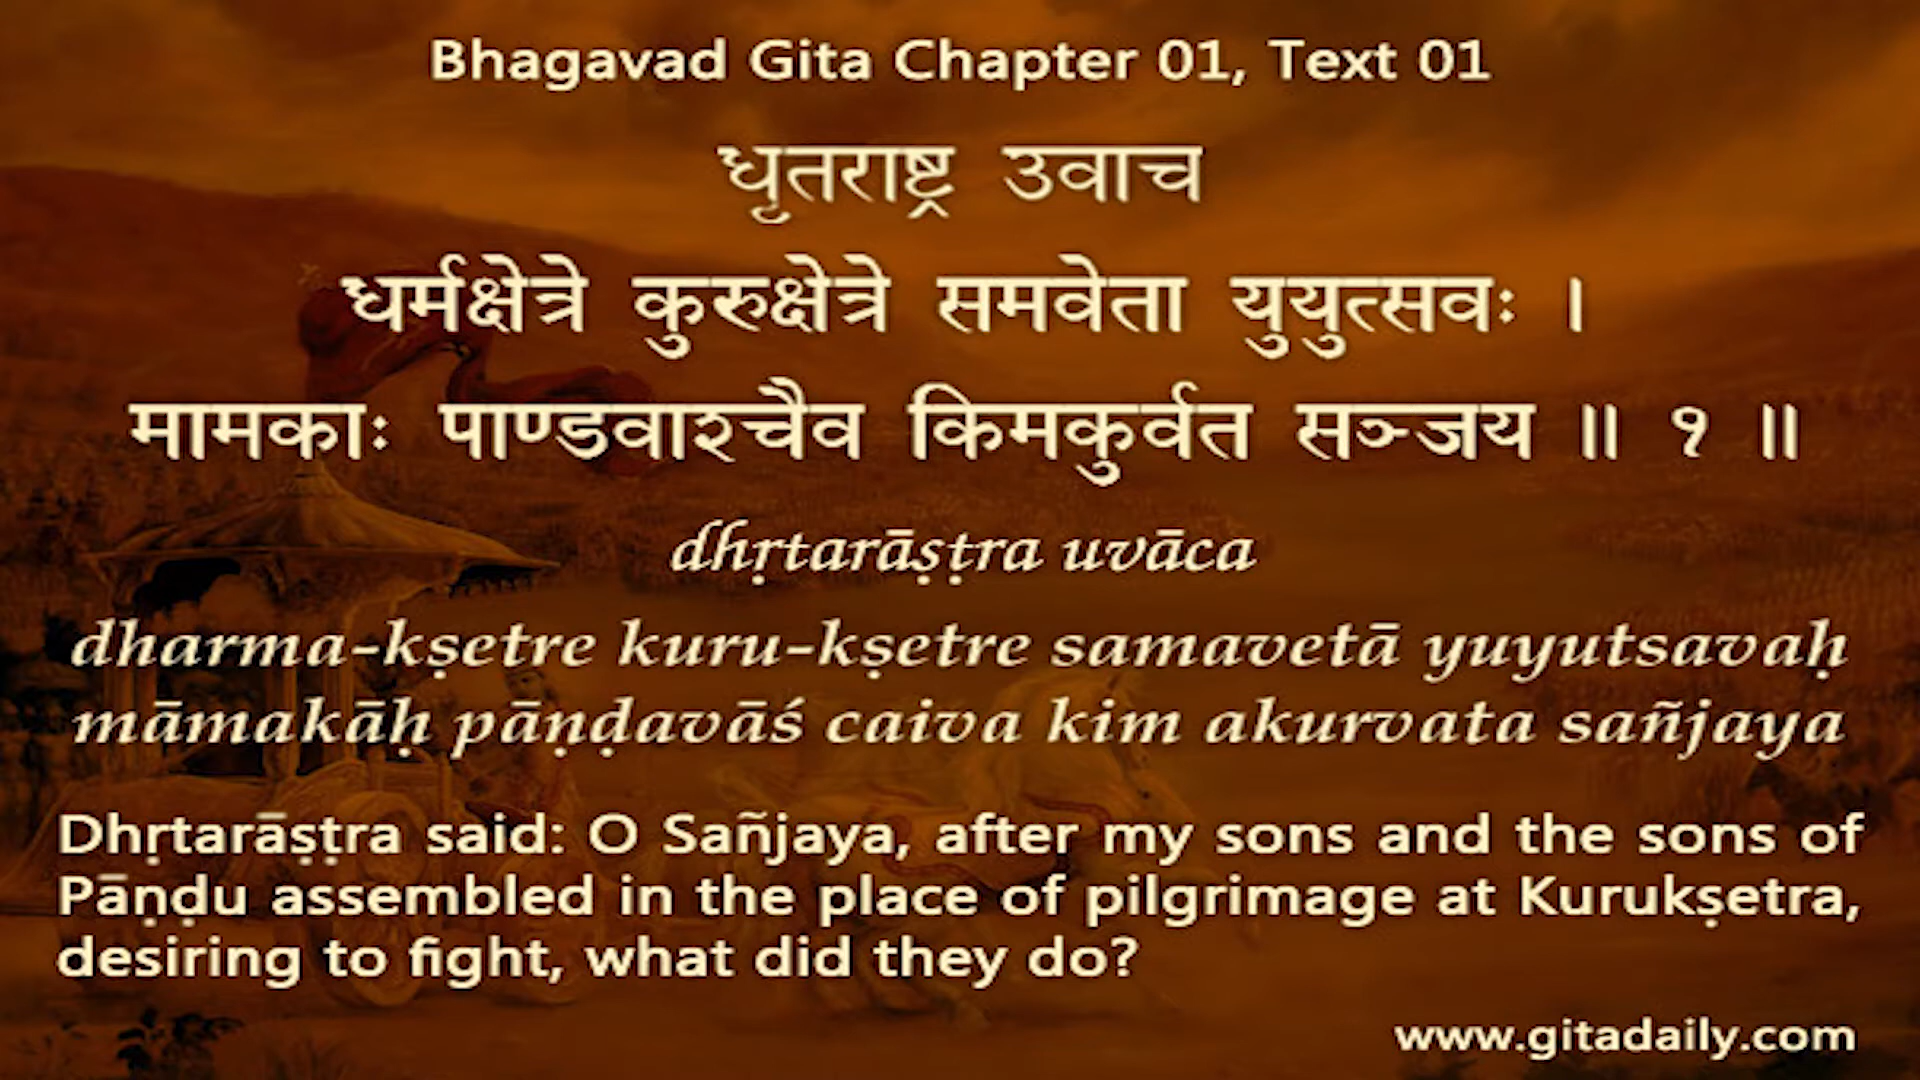 Bhagavad Gita Chapter 01, Text 01
धृतराष्ट्र उवाच
धर्मक्षेत्रे कुरुक्षेत्रे समवेता युयुत्सवः ।
मामकाः पाण्डवाश्चैव किमकुर्वत सञ्जय ॥ १ ॥
dhṛtarāṣṭra uvāca
dharma-kṣetre kuru-kṣetre samavetā yuyutsavaḥ
māmakāḥ pāṇḍavāś caiva kim akurvata sañjaya
Dhṛtarāṣṭra said: O Sañjaya, after my sons and the sons of
Pāṇḍu assembled in the place of pilgrimage at Kurukṣetra,
desiring to fight, what did they do?
www.gitadaily.com